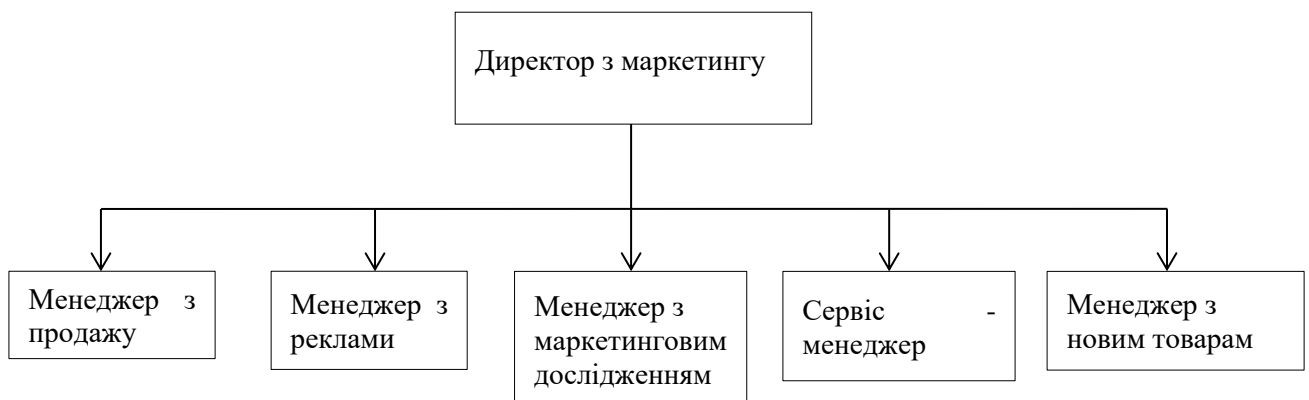 Директор з маркетингу
Менеджер з
продажу
Менеджер з
реклами
Менеджер з
маркетинговим
дослідженням
Сервіс -
менеджер
Менеджер з
новим товарам